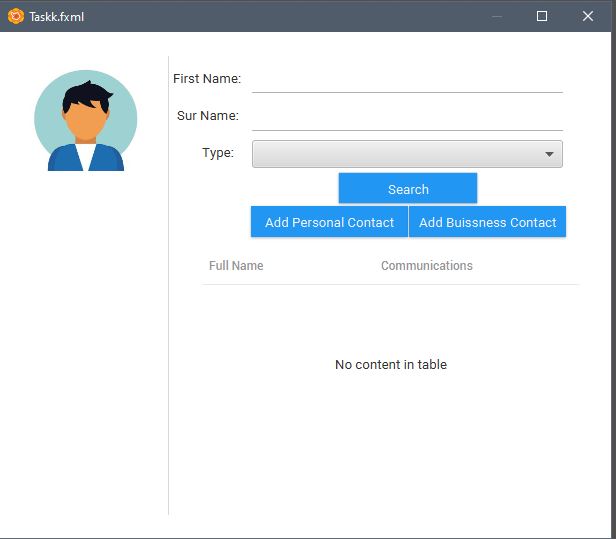 Taskk.fxml
First Name:
Sur Name:
Type:
Search
Add Personal Contact Add Buissness Contact
Full Name Communications
No content in table